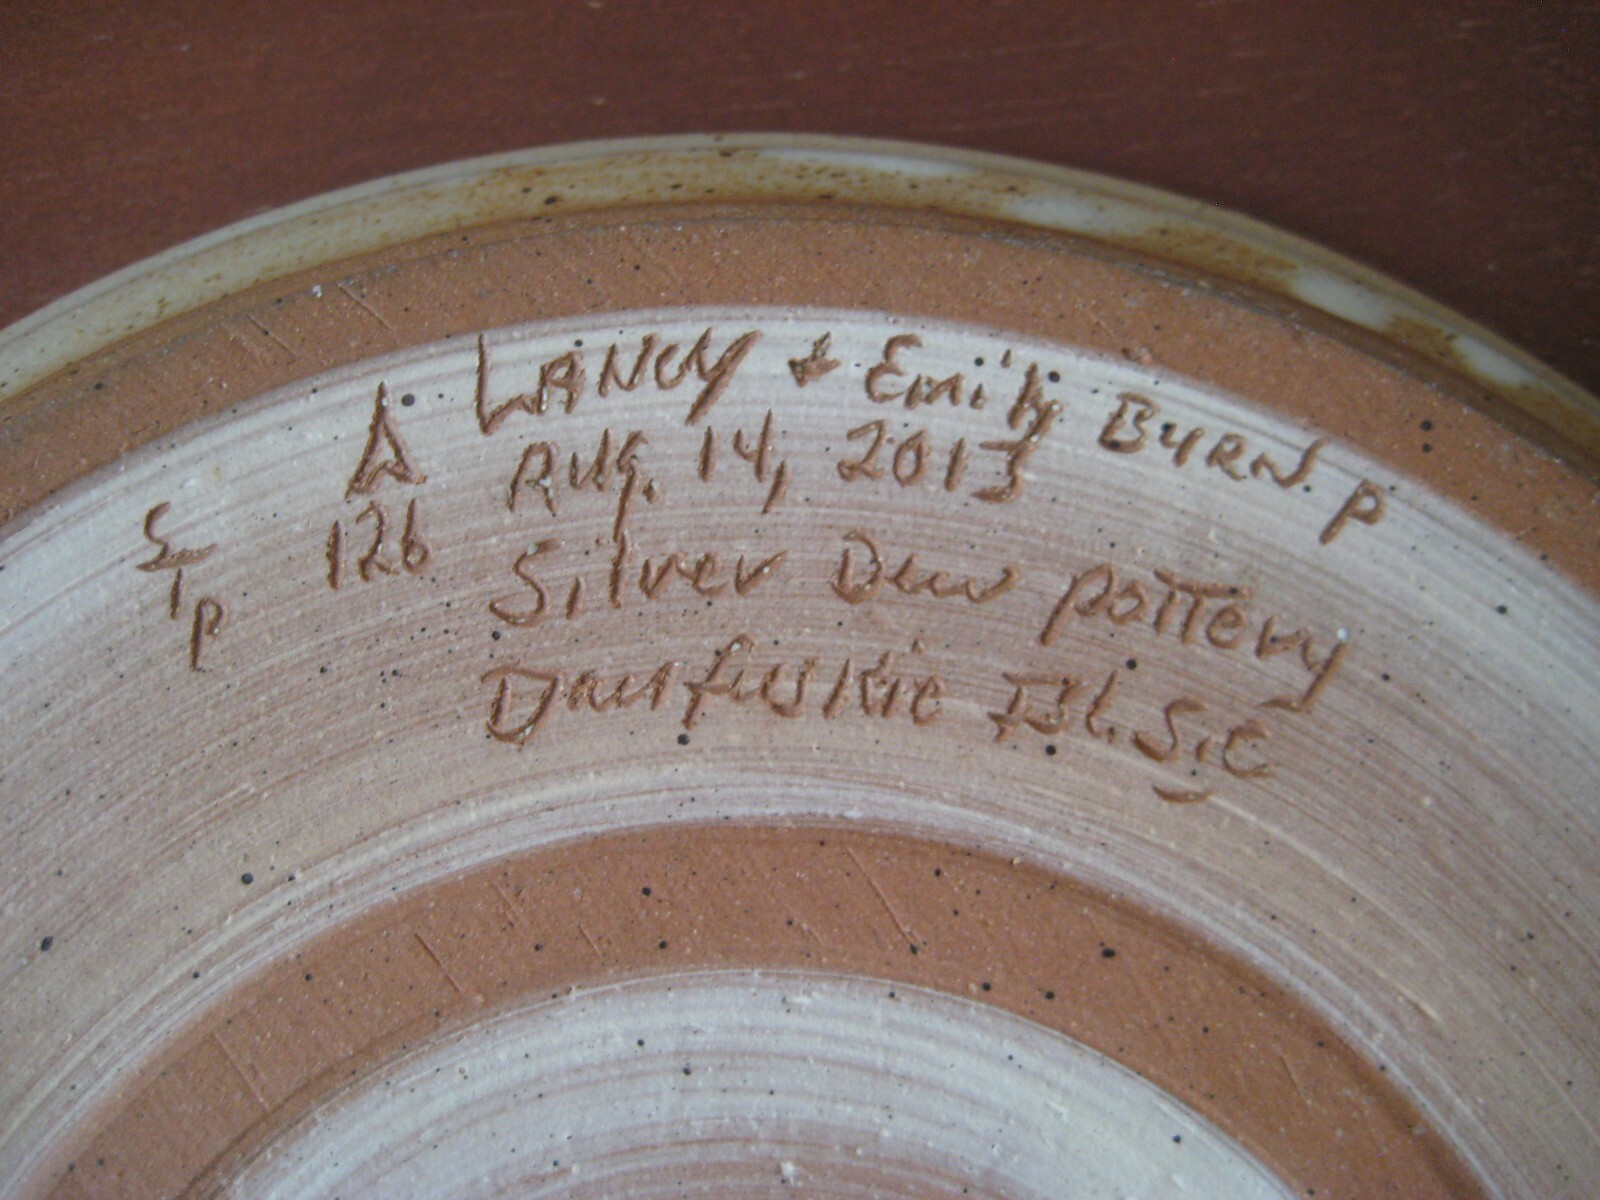 LANCY + Emily BURN. P
A AUG. 14, 2013
S T P 126 Silver Dew pottery
Daufuskie Isl. S.C